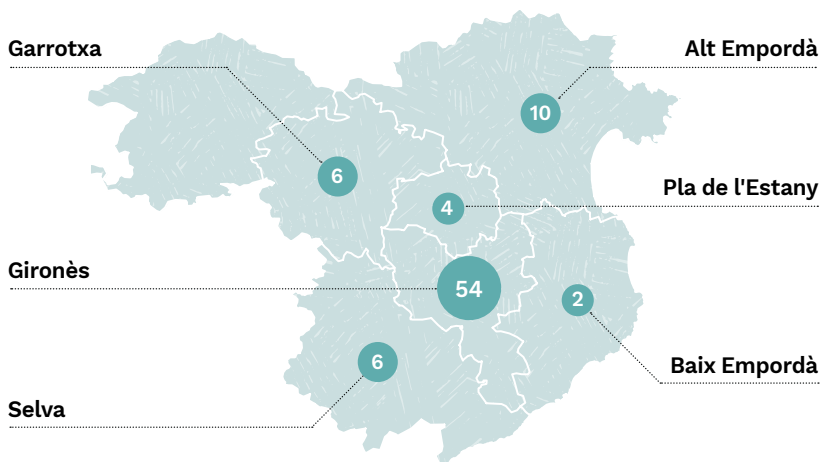 Garrotxa
Alt Empordà
10
6
Pla de l'Estany
4
Gironès
54
2
6
Baix Empordà
Selva